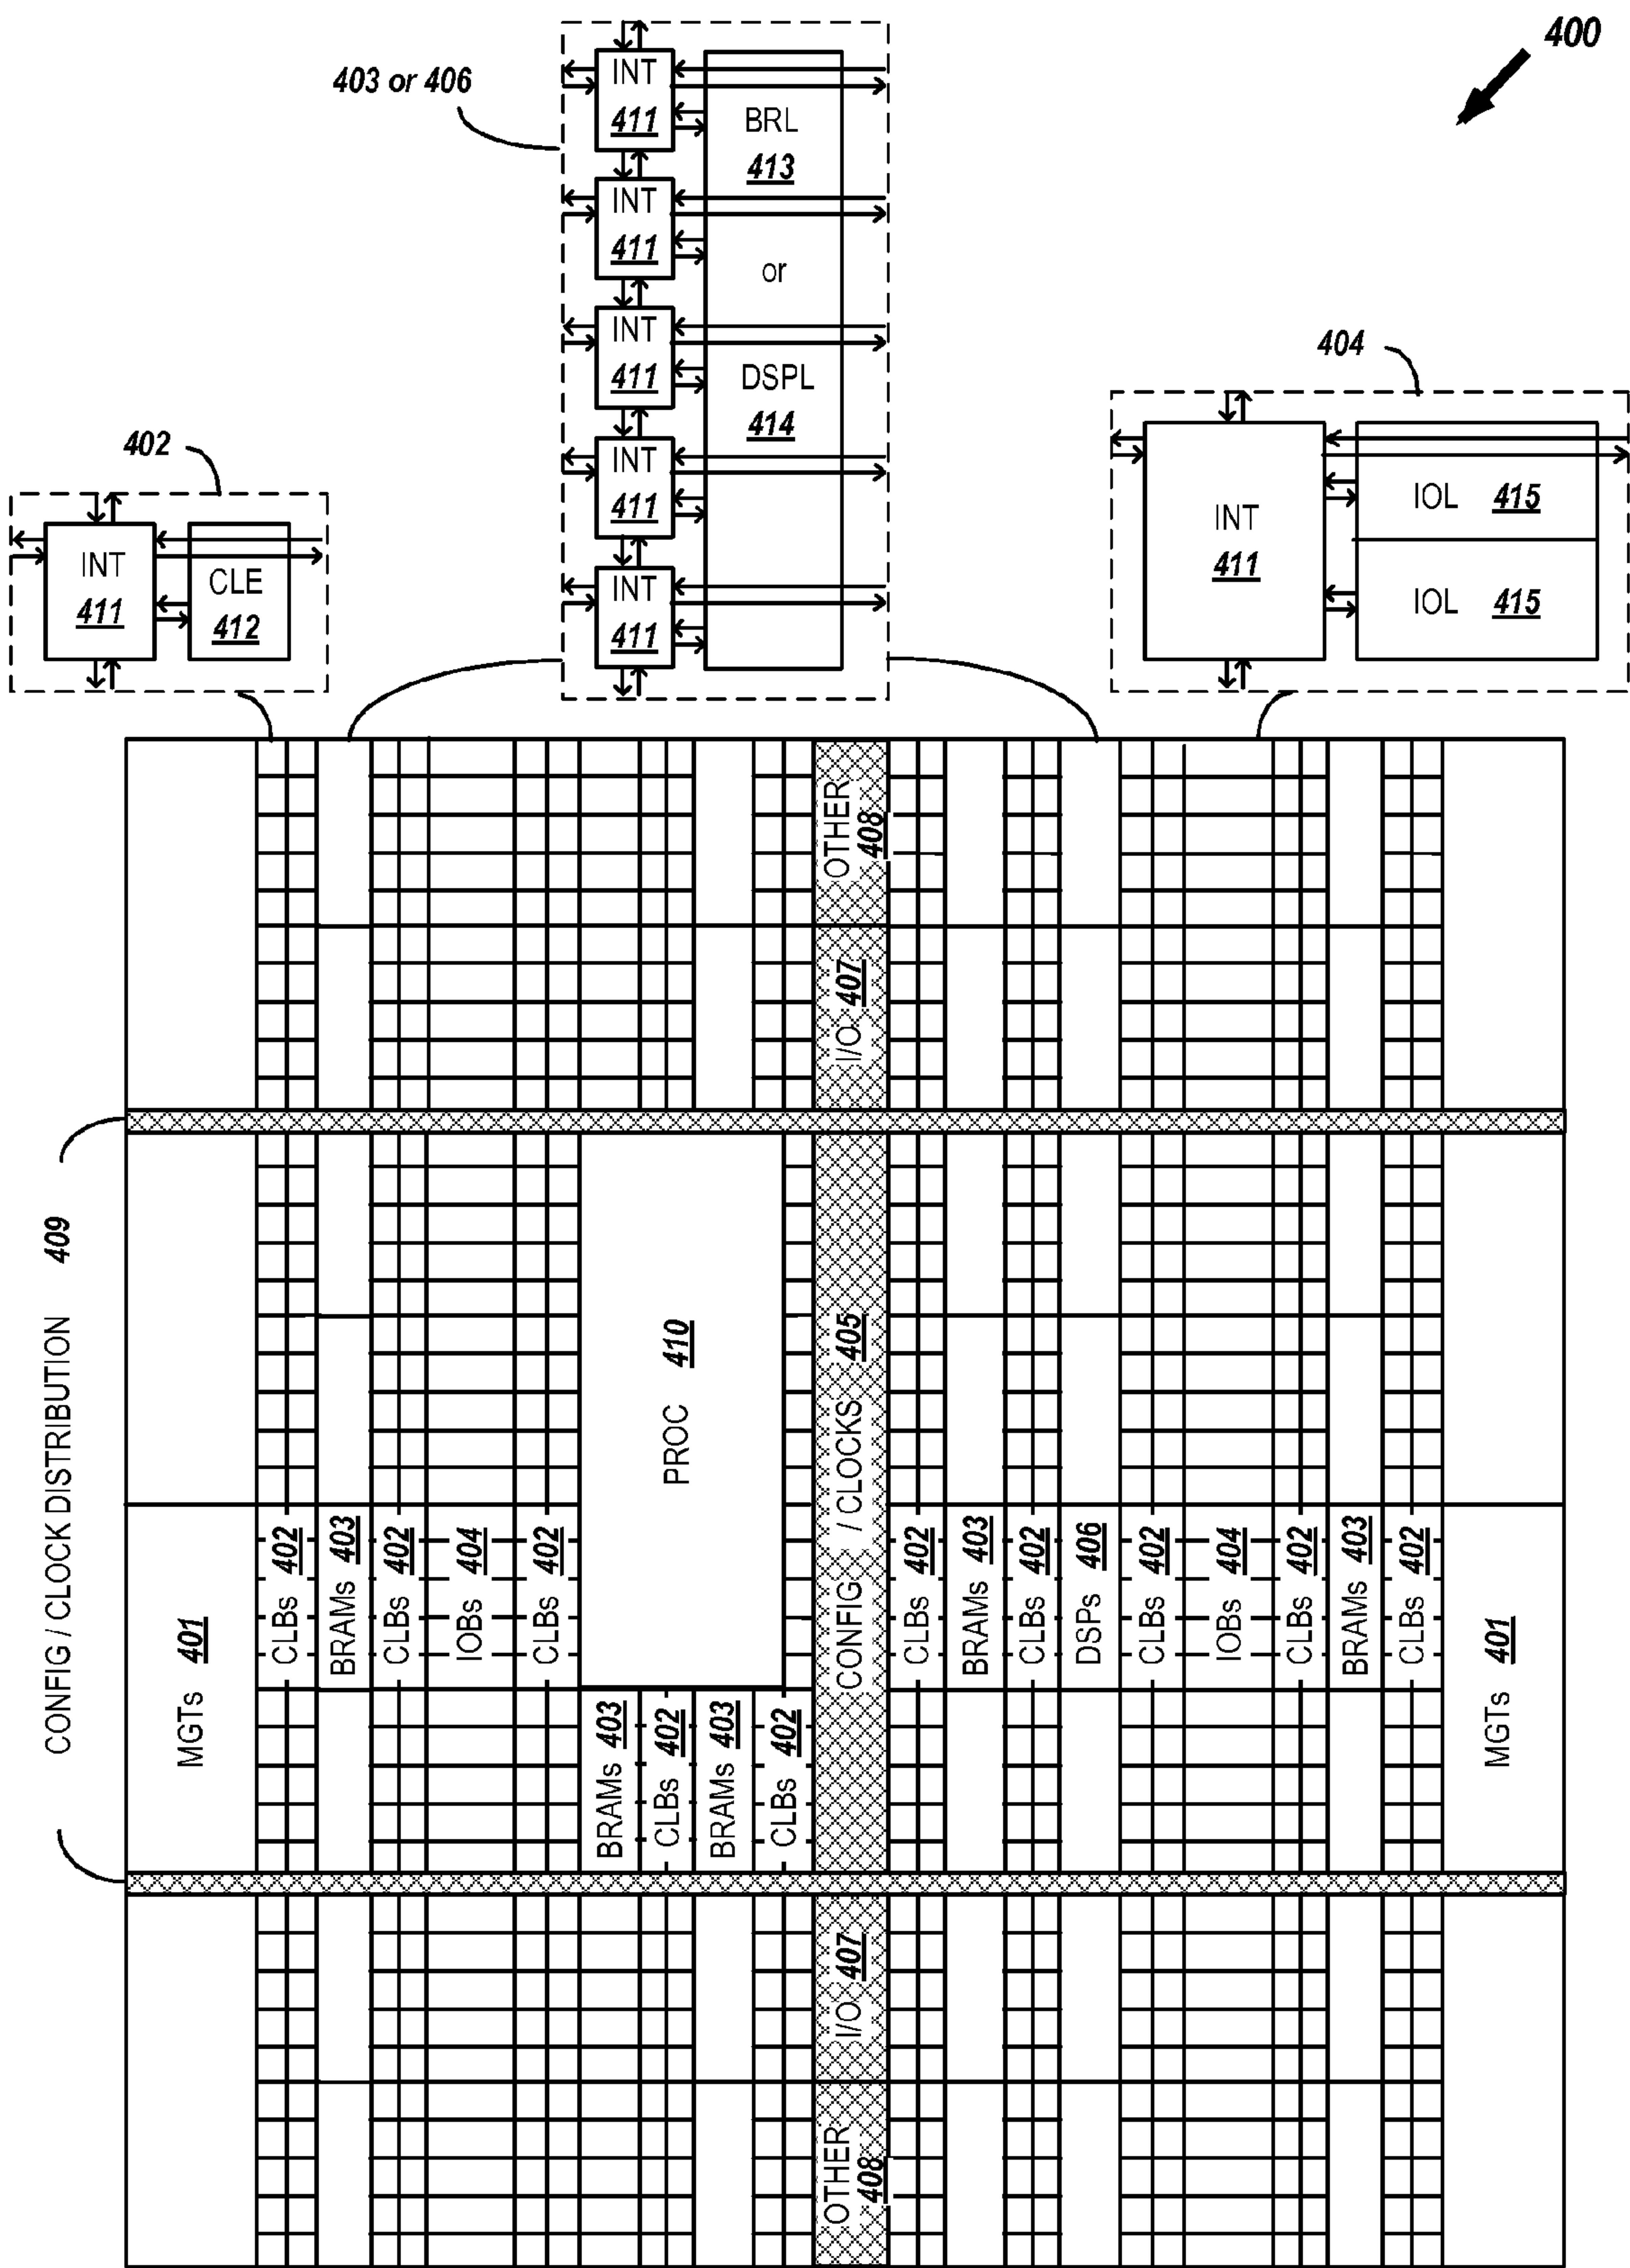 400
403 or 406
INT
411
INT
411
INT
411
INT
411
INT
411
BRL
413
or
DSPL
414
404
INT
411
IOL 415
IOL 415
402
INT
411
CLE
412
OTHER
408
I/O 407
CONFIG / CLOCK DISTRIBUTION 409
PROC 410
CONFIG / CLOCKS 405
MGTs 401
CLBs 402
BRAMs 403
CLBs 402
IOBs 404
CLBs 402
BRAMs 403
CLBs 402
BRAMs 403
CLBs 402
CLBs 402
BRAMs 403
CLBs 402
DSPs 406
CLBs 402
IOBs 404
CLBs 402
BRAMs 403
CLBs 402
MGTs 401
I/O 407
OTHER
408